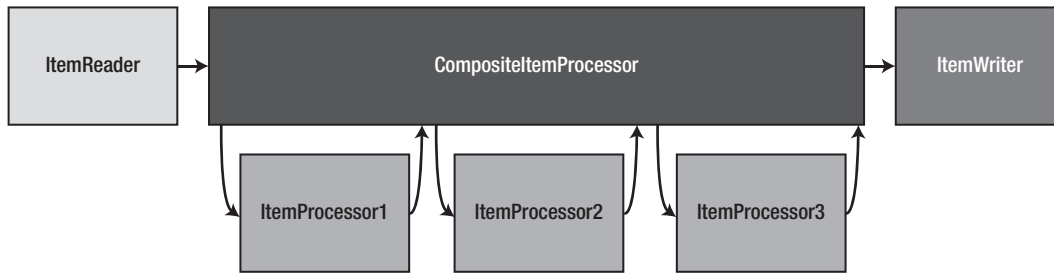 ItemReader
CompositeItemProcessor
ItemWriter
ItemProcessor1
ItemProcessor2
ItemProcessor3